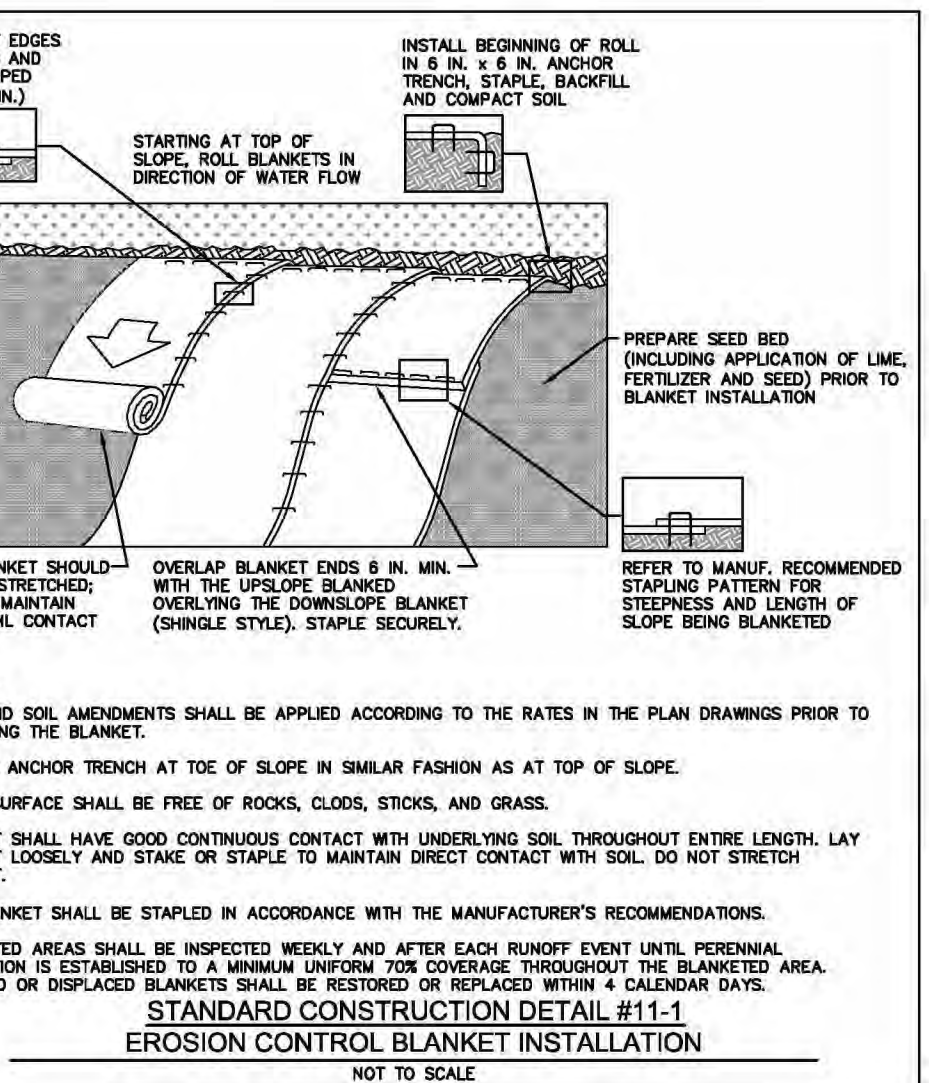 EDGES
AND
PED
IN.)
INSTALL BEGINNING OF ROLL
IN 6 IN. x 6 IN. ANCHOR
TRENCH, STAPLE, BACKFILL
AND COMPACT SOIL
STARTING AT TOP OF
SLOPE, ROLL BLANKETS IN
DIRECTION OF WATER FLOW
PREPARE SEED BED
(INCLUDING APPLICATION OF LIME,
FERTILIZER AND SEED) PRIOR TO
BLANKET INSTALLATION
NKET SHOULD
STRETCHED;
MAINTAIN
IL CONTACT
OVERLAP BLANKET ENDS 6 IN. MIN.
WITH THE UPSLOPE BLANKED
OVERLYING THE DOWNSLOPE BLANKET
(SHINGLE STYLE). STAPLE SECURELY.
REFER TO MANUF. RECOMMENDED
STAPLING PATTERN FOR
STEEPNESS AND LENGTH OF
SLOPE BEING BLANKETED
ND SOIL AMENDMENTS SHALL BE APPLIED ACCORDING TO THE RATES IN THE PLAN DRAWINGS PRIOR TO
NG THE BLANKET.
ANCHOR TRENCH AT TOE OF SLOPE IN SIMILAR FASHION AS AT TOP OF SLOPE.
URFACE SHALL BE FREE OF ROCKS, CLODS, STICKS, AND GRASS.
SHALL HAVE GOOD CONTINUOUS CONTACT WITH UNDERLYING SOIL THROUGHOUT ENTIRE LENGTH. LAY
LOOSELY AND STAKE OR STAPLE TO MAINTAIN DIRECT CONTACT WITH SOIL. DO NOT STRETCH
NKET SHALL BE STAPLED IN ACCORDANCE WITH THE MANUFACTURER'S RECOMMENDATIONS.
TED AREAS SHALL BE INSPECTED WEEKLY AND AFTER EACH RUNOFF EVENT UNTIL PERENNIAL
ION IS ESTABLISHED TO A MINIMUM UNIFORM 70% COVERAGE THROUGHOUT THE BLANKETED AREA.
OR DISPLACED BLANKETS SHALL BE RESTORED OR REPLACED WITHIN 4 CALENDAR DAYS.
STANDARD CONSTRUCTION DETAIL #11-1
EROSION CONTROL BLANKET INSTALLATION
NOT TO SCALE